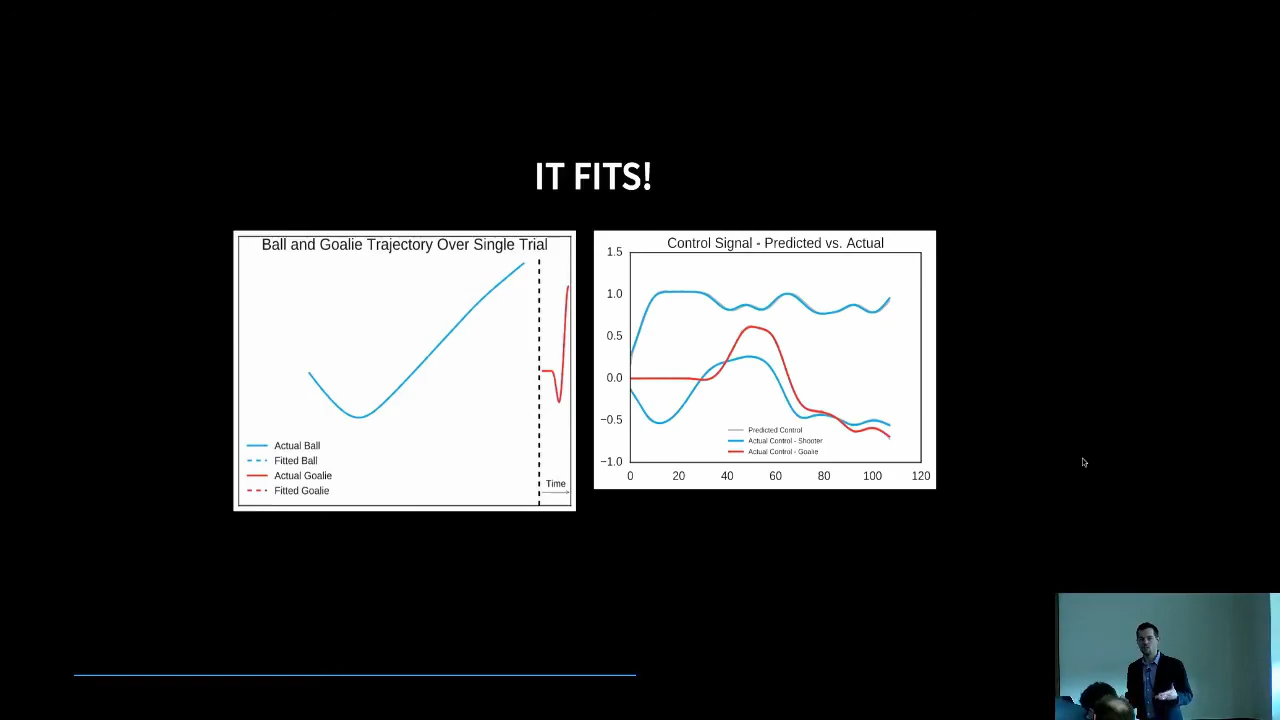 IT FITS!
Ball and Goalie Trajectory Over Single Trial
Actual Ball
Fitted Ball
Actual Goalie
Fitted Goalie
Time
Control Signal - Predicted vs. Actual
1.5
1.0
0.5
0.0
−0.5
−1.0
0 20 40 60 80 100 120
Predicted Control
Actual Control - Shooter
Actual Control - Goalie